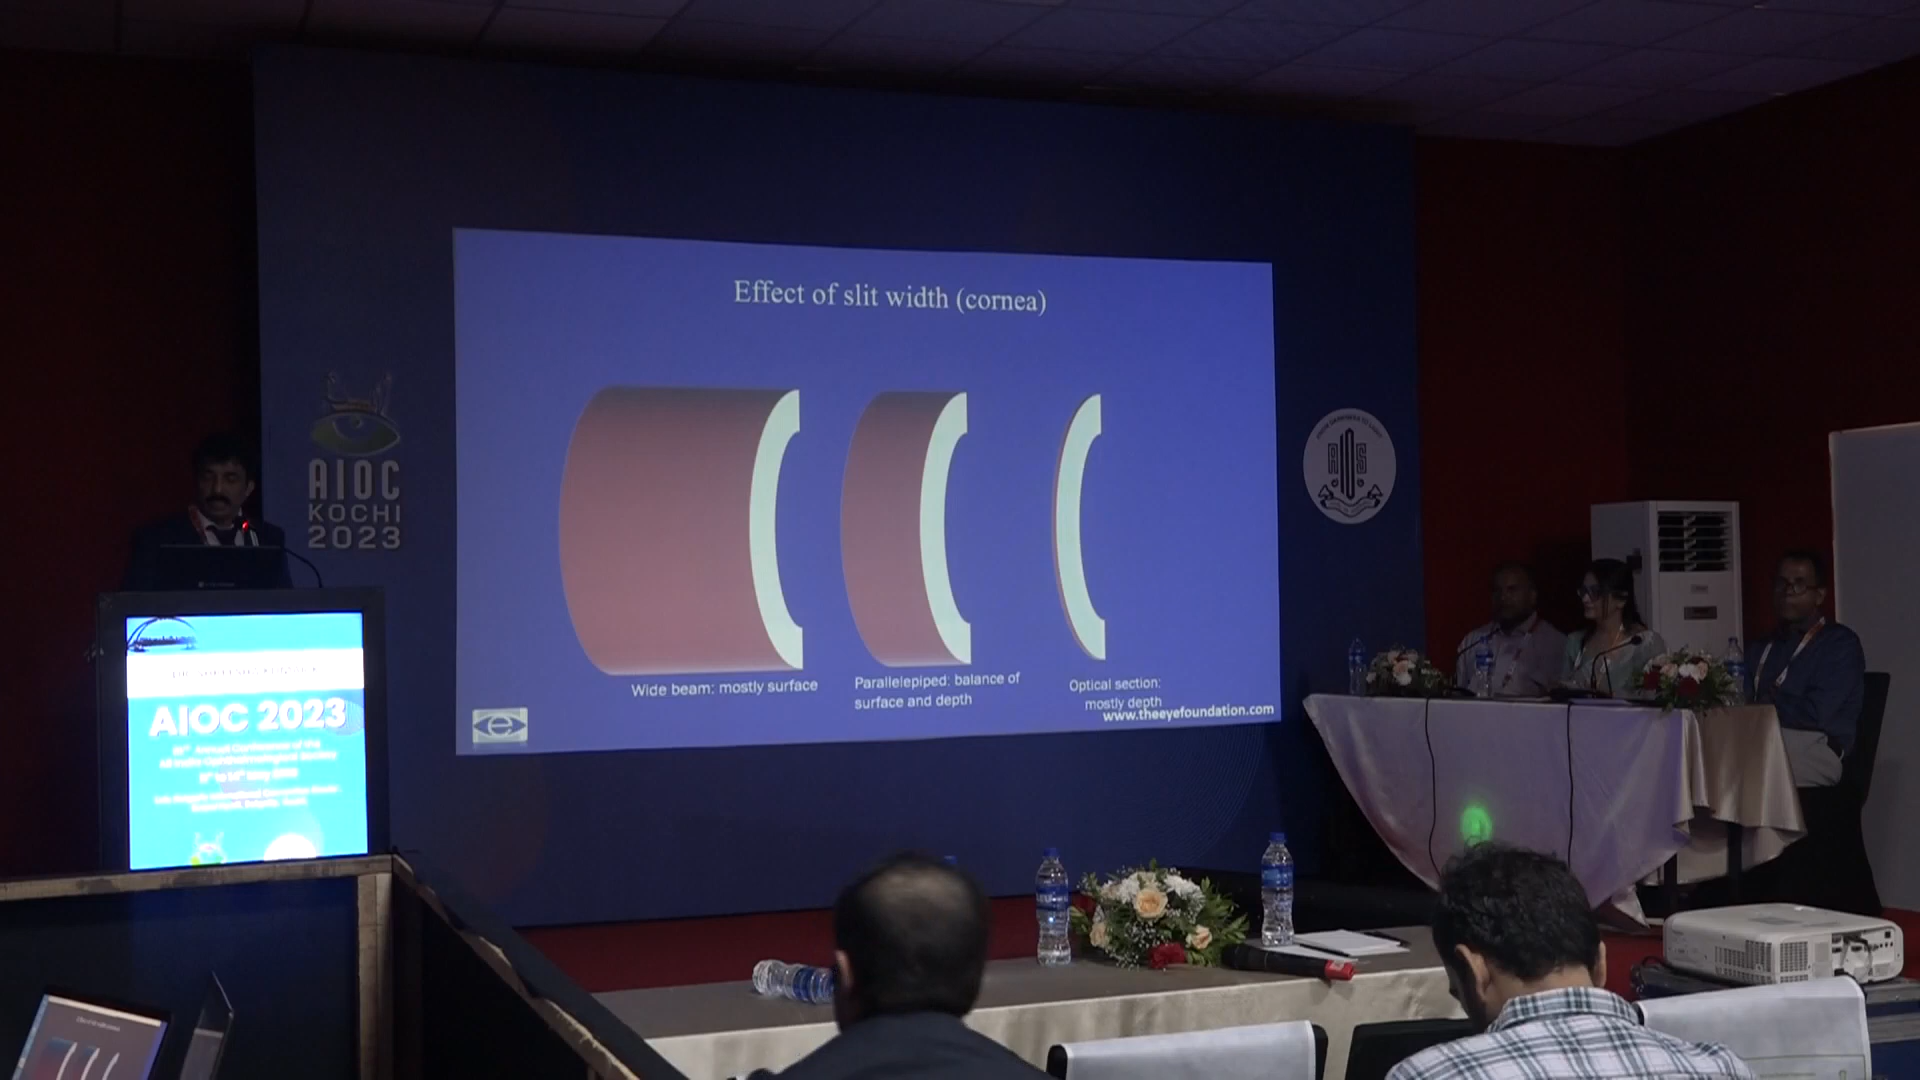 Effect of slit width (cornea)
Wide beam: mostly surface
Parallelepiped: balance of
surface and depth
Optical section:
mostly depth
www.theeyefoundation.com
e
AIOC
KOCHI
2023
AIOS
AIOC 2023